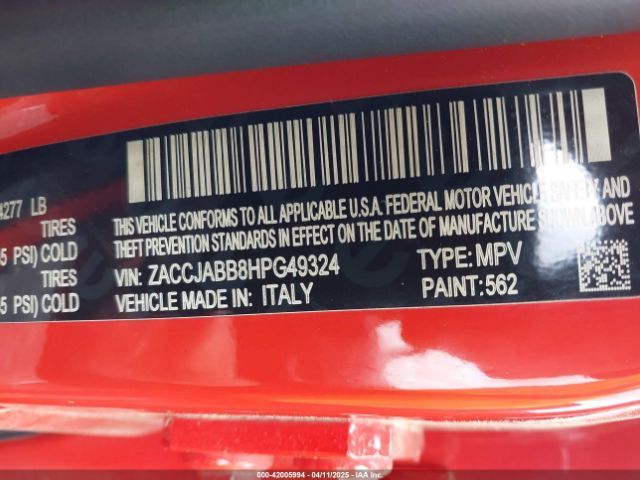 4277 LB
THIS VEHICLE CONFORMS TO ALL APPLICABLE U.S.A. FEDERAL MOTOR VEHICLE SAFETY AND
TIRES
THEFT PREVENTION STANDARDS IN EFFECT ON THE DATE OF MANUFACTURE SHOWN ABOVE.
5 PSI) COLD
VIN: ZACCJABB8HPG49324 TYPE: MPV
TIRES
VEHICLE MADE IN: ITALY PAINT:562
5 PSI) COLD
000-42005994 - 04/11/2025 -